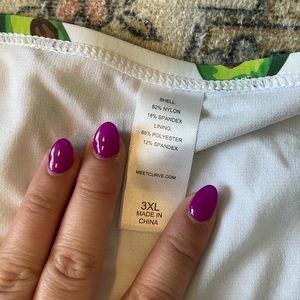 SHELL:
82% NYLON
18% SPANDEX
LINING:
88% POLYESTER
12% SPANDEX
MEETCURVE.COM
3XL
MADE IN
CHINA